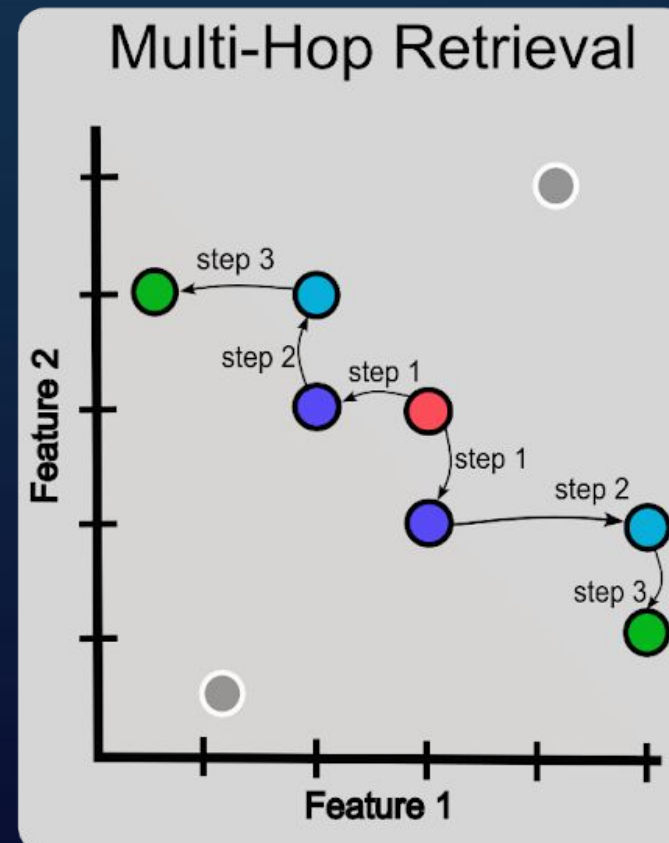 Multi-Hop Retrieval
step 3
step 2
step 1
step 1
step 2
step 3
Feature 2
Feature 1